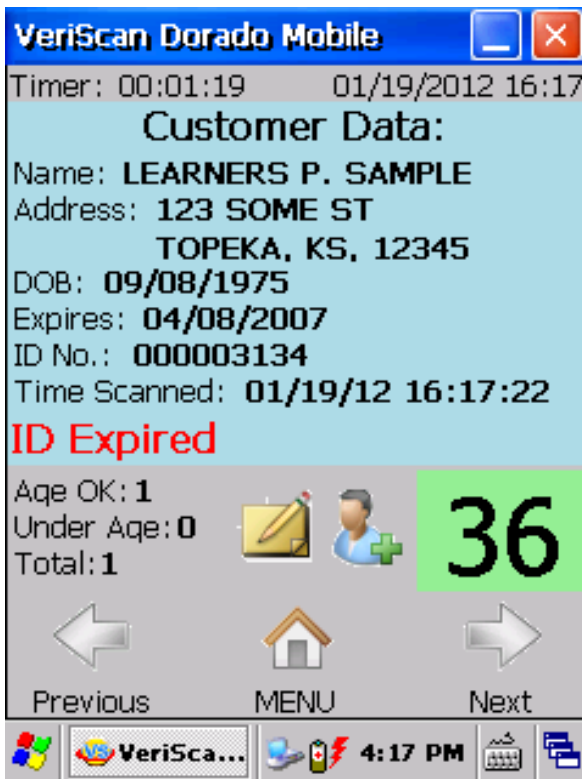 VeriScan Dorado Mobile
Timer: 00:01:19 01/19/2012 16:17
Customer Data:
Name: LEARNERS P. SAMPLE
Address: 123 SOME ST
TOPEKA, KS, 12345
DOB: 09/08/1975
Expires: 04/08/2007
ID No.: 000003134
Time Scanned: 01/19/12 16:17:22
ID Expired
Age OK: 1
Under Age: 0
Total: 1
36
Previous MENU Next
VS VeriSca... 4:17 PM